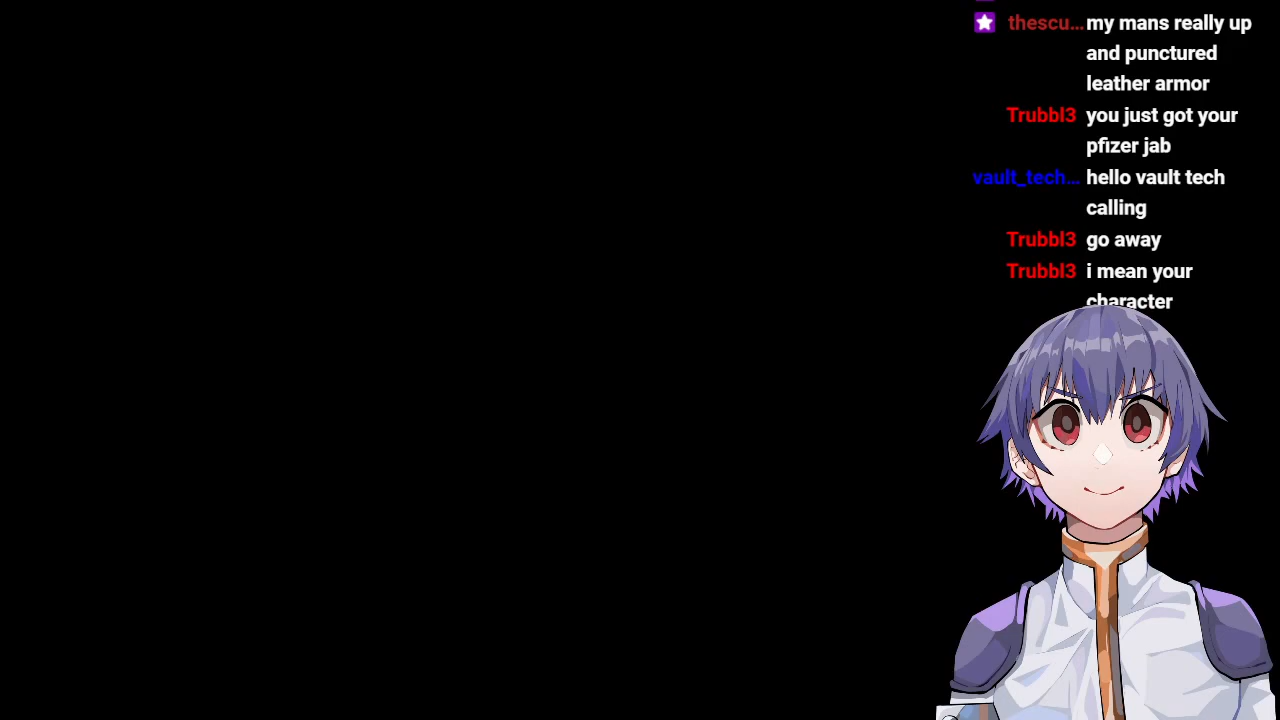 thescu... my mans really up
and punctured
leather armor
Trubbl3 you just got your
pfizer jab
vault_tech... hello vault tech
calling
Trubbl3 go away
Trubbl3 i mean your
character